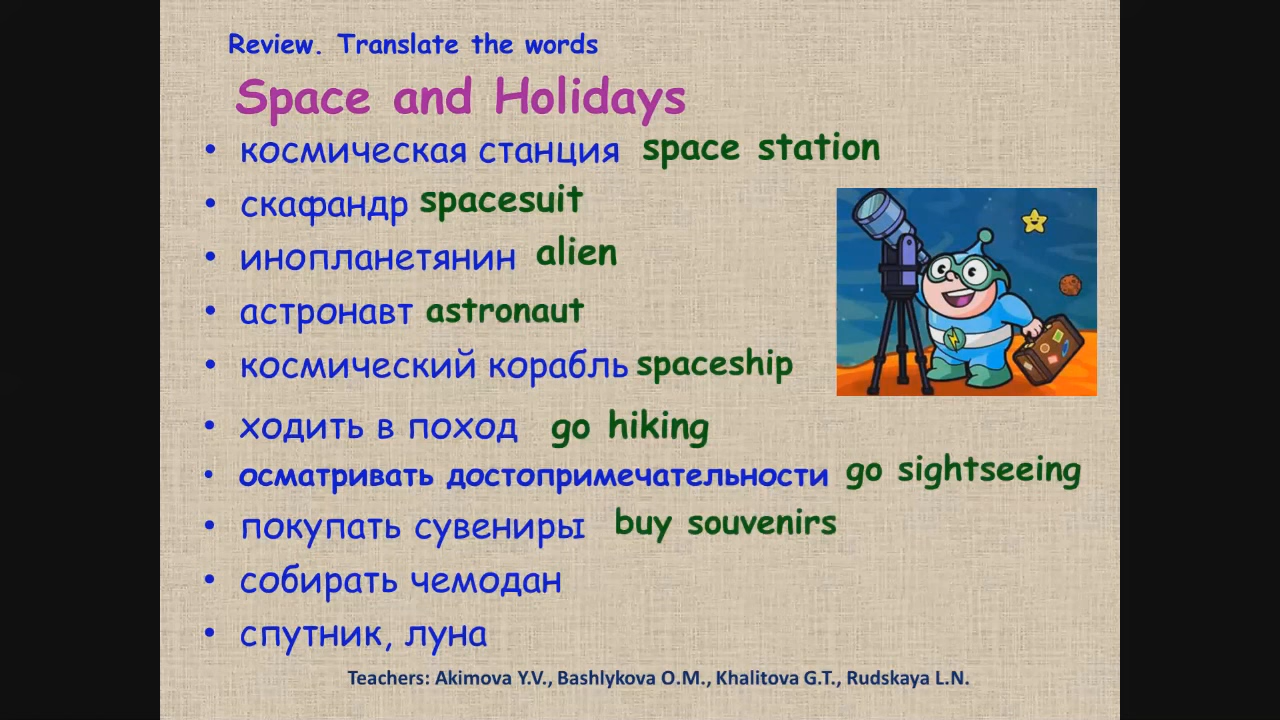 Review. Translate the words
Space and Holidays
• космическая станция space station
• скафандр spacesuit
• инопланетянин alien
• астронавт astronaut
• космический корабль spaceship
• ходить в поход go hiking
• осматривать достопримечательности go sightseeing
• покупать сувениры buy souvenirs
• собирать чемодан
• спутник, луна
Teachers: Akimova Y.V., Bashlykova O.M., Khalitova G.T., Rudskaya L.N.